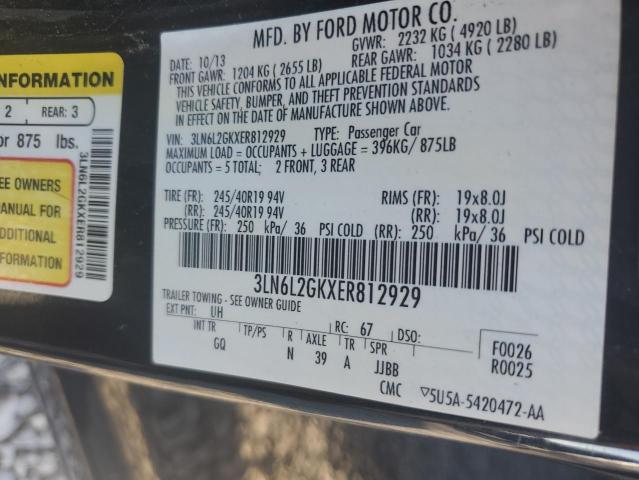 INFORMATION
2 REAR: 3
or 875 lbs.
EE OWNERS
ANUAL FOR
ADDITIONAL
FORMATION
3LN6L2GKXER812929
MFD. BY FORD MOTOR CO.
DATE: 10/13 GVWR: 2232 KG ( 4920 LB)
FRONT GAWR: 1204 KG ( 2655 LB) REAR GAWR: 1034 KG ( 2280 LB)
THIS VEHICLE CONFORMS TO ALL APPLICABLE FEDERAL MOTOR
VEHICLE SAFETY, BUMPER, AND THEFT PREVENTION STANDARDS
IN EFFECT ON THE DATE OF MANUFACTURE SHOWN ABOVE.
VIN: 3LN6L2GKXER812929 TYPE: Passenger Car
MAXIMUM LOAD = OCCUPANTS + LUGGAGE = 396KG/ 875LB
OCCUPANTS = 5 TOTAL; 2 FRONT, 3 REAR
TIRE (FR): 245/40R19 94V RIMS (FR): 19x8.0J
(RR): 245/40R19 94V (RR): 19x8.0J
PRESSURE (FR): 250 kPa/ 36 PSI COLD (RR): 250 kPa/ 36 PSI COLD
3LN6L2GKXER812929
TRAILER TOWING - SEE OWNER GUIDE
EXT PNT: UH RC: 67 DSO:
INT TR TP/PS R AXLE TR SPR F0026
GQ N 39 A JJBB R0025
CMC ▽5U5A-5420472-AA